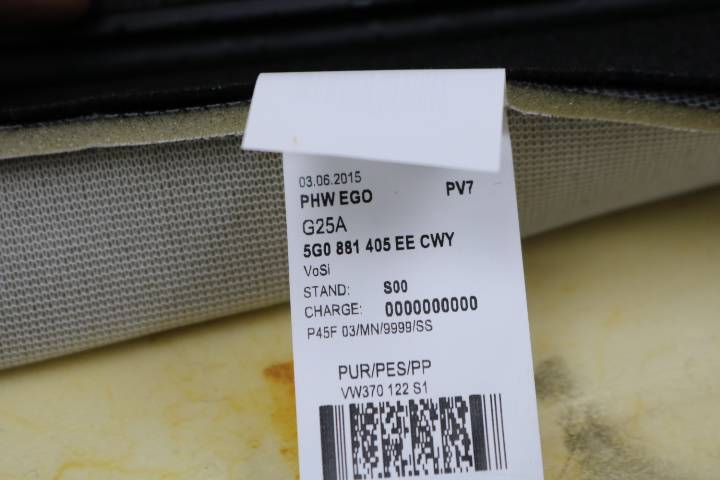 03.06.2015
PHW EGO PV7
G25A
5G0 881 405 EE CWY
VoSi
STAND: S00
CHARGE: 0000000000
P45F 03/MN/9999/SS
PUR/PES/PP
VW370 122 S1